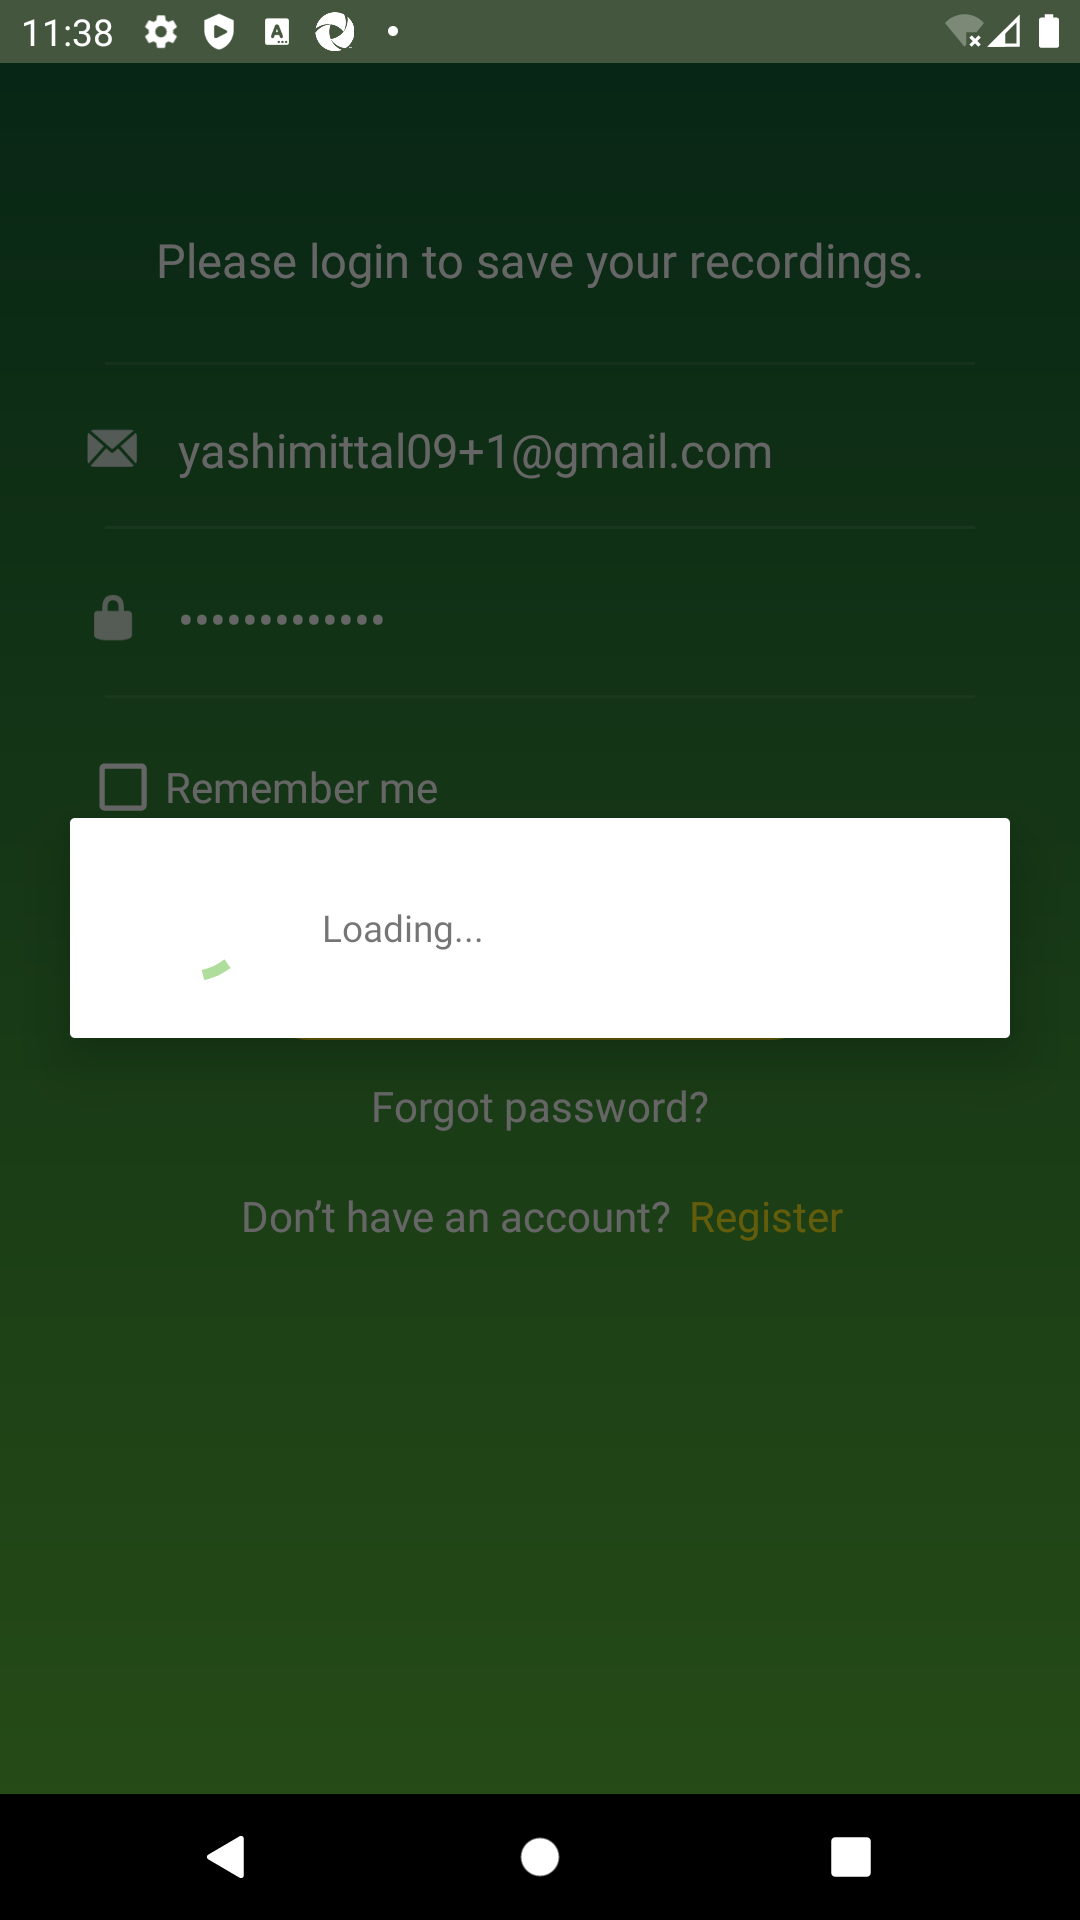 11:38
Please login to save your recordings.
yashimittal09+1@gmail.com
•••••••••••••
Remember me
Loading...
Forgot password?
Don't have an account? Register